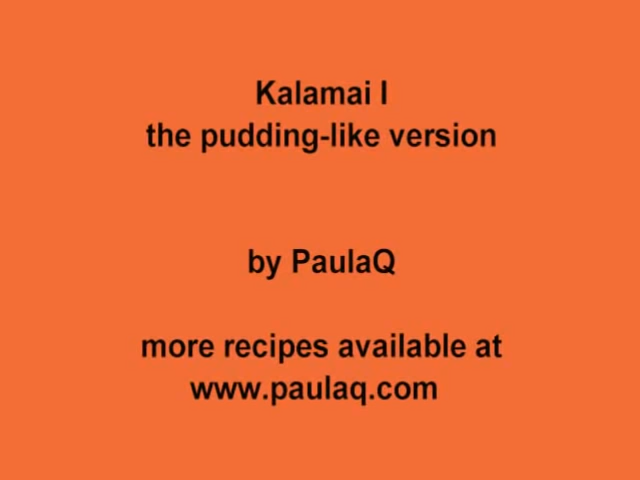 Kalamai I
the pudding-like version
by PaulaQ
more recipes available at
www.paulaq.com